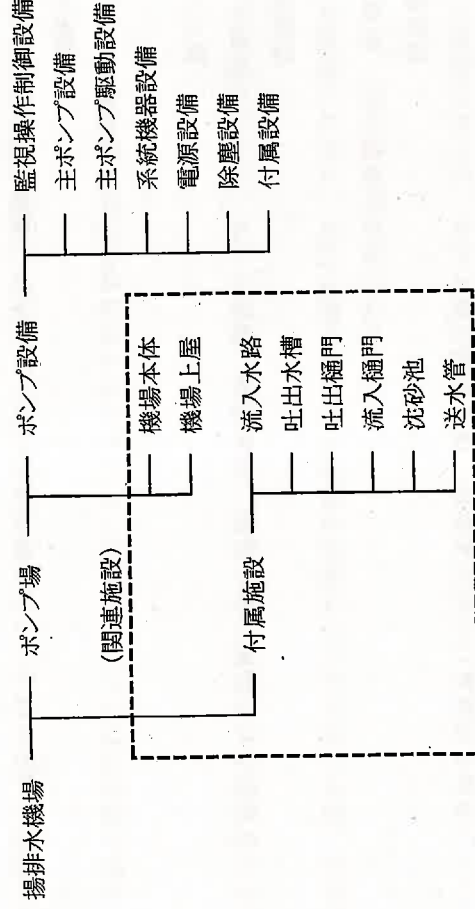 揚排水機場
ポンプ場
ポンプ設備
監視操作制御設備
主ポンプ設備
主ポンプ駆動設備
系統機器設備
電源設備
除塵設備
付属設備
(関連施設)
機場本体
機場上屋
付属施設
流入水路
吐出水槽
吐出樋門
流入樋門
沈砂池
送水管